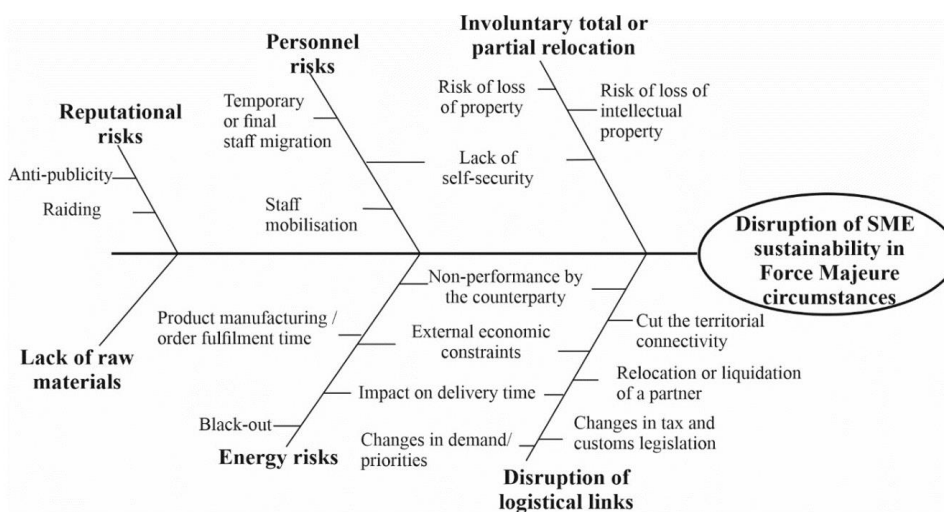 Involuntary total or
partial relocation
Personnel
risks
Risk of loss
of property
Risk of loss of
intellectual
property
Temporary
or final
staff migration
Reputational
risks
Lack of
self-security
Anti-publicity
Raiding
Staff
mobilisation
Disruption of SME
sustainability in
Force Majeure
circumstances
Non-performance by
the counterparty
Product manufacturing /
order fulfilment time
External economic
constraints
Cut the territorial
connectivity
Lack of raw
materials
Impact on delivery time
Relocation or liquidation
of a partner
Black-out
Energy risks
Changes in demand/
priorities
Changes in tax and
customs legislation
Disruption of
logistical links